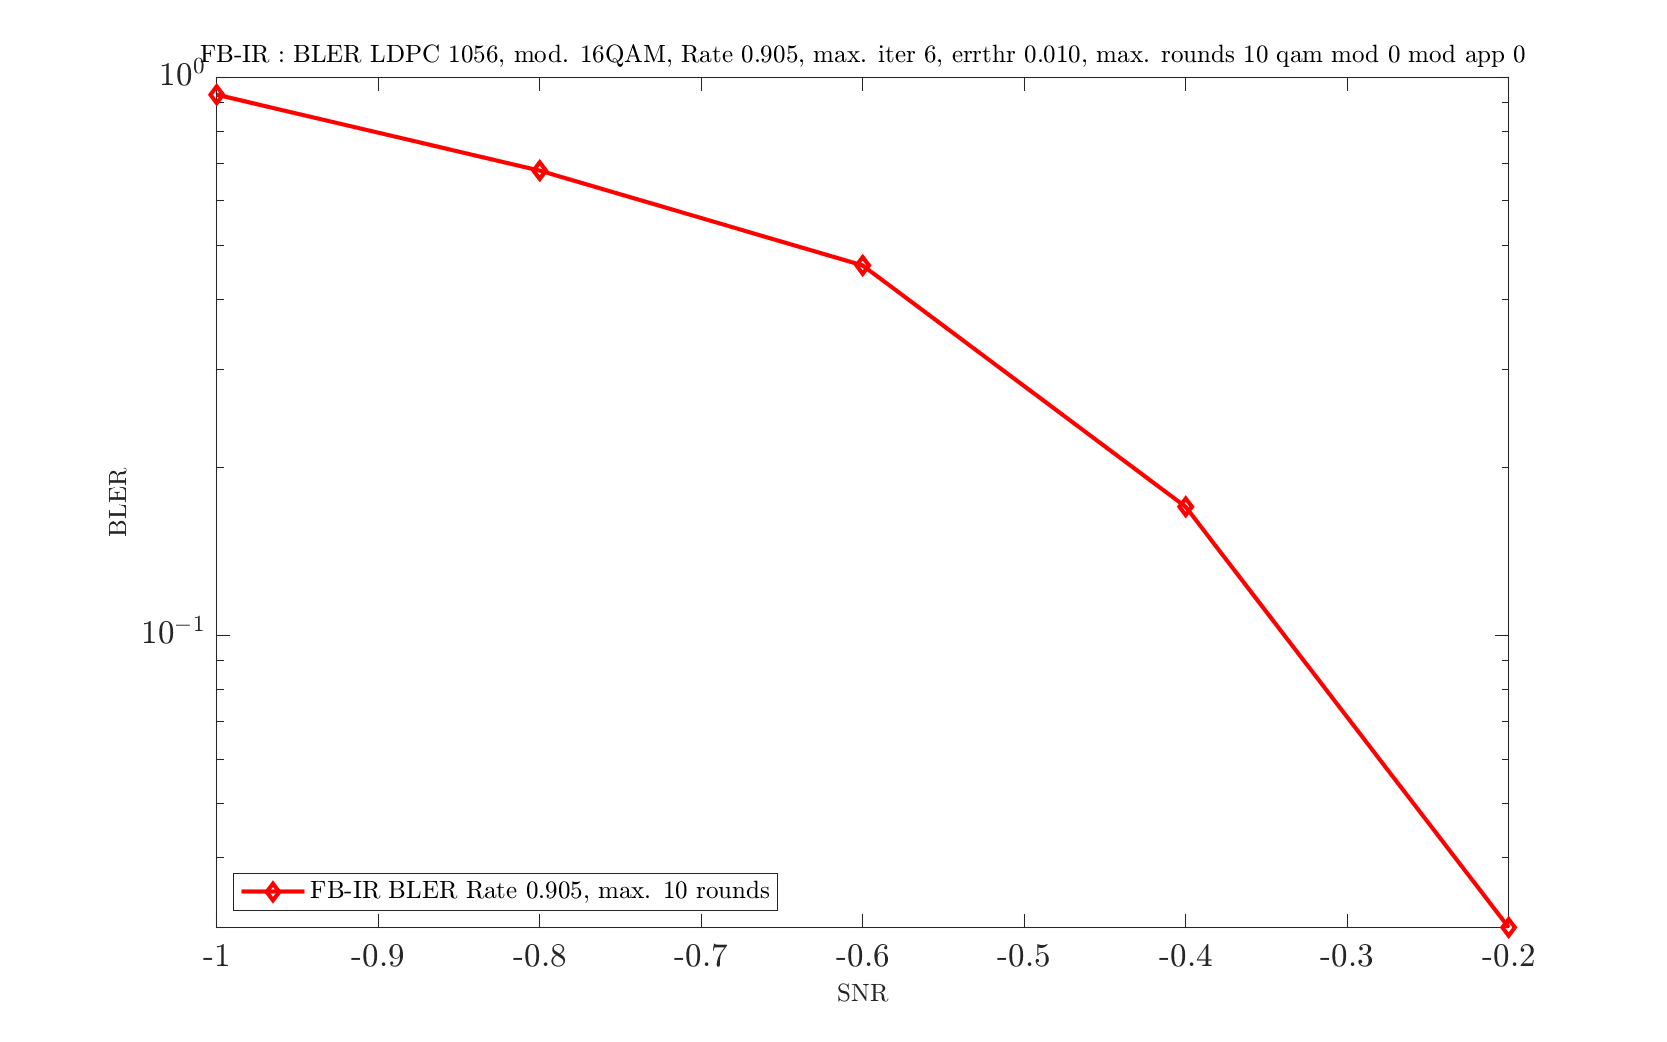 FB-IR : BLER LDPC 1056, mod. 16QAM, Rate 0.905, max. iter 6, errthr 0.010, max. rounds 10 qam mod 0 mod app 0
10⁰
BLER
10⁻¹
FB-IR BLER Rate 0.905, max. 10 rounds
-1 -0.9 -0.8 -0.7 -0.6 -0.5 -0.4 -0.3 -0.2
SNR